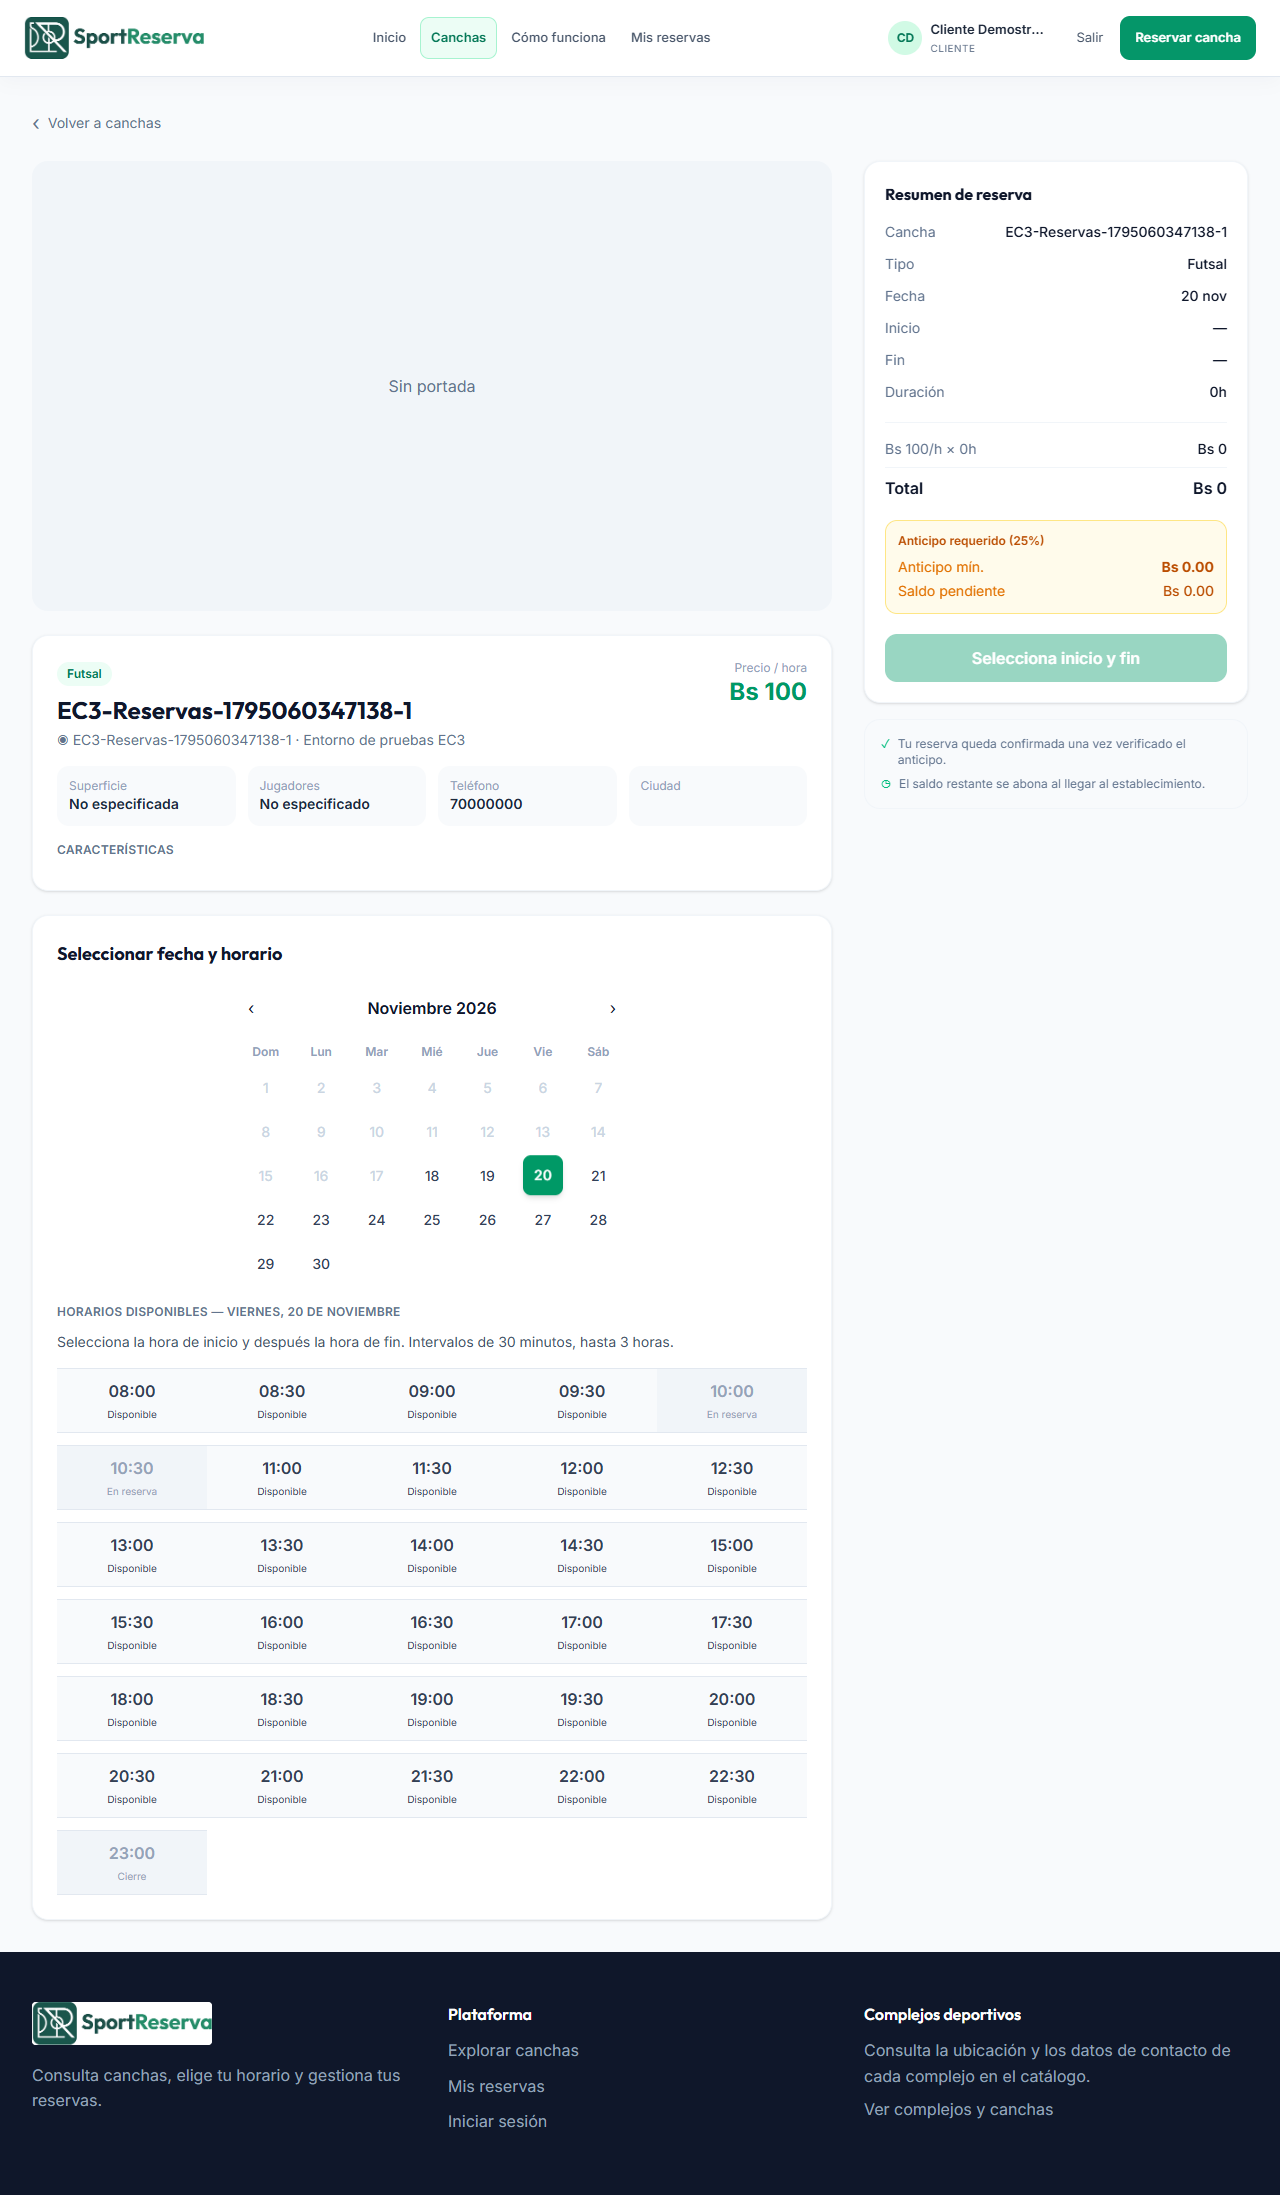 SportReserva
Inicio
Canchas
Cómo funciona
Mis reservas
CD
Cliente Demostr...
CLIENTE
Salir
Reservar cancha
‹ Volver a canchas
Sin portada
Futsal
EC3-Reservas-1795060347138-1
◉ EC3-Reservas-1795060347138-1 · Entorno de pruebas EC3
Precio / hora
Bs 100
Superficie
No especificada
Jugadores
No especificado
Teléfono
70000000
Ciudad
CARACTERÍSTICAS
Seleccionar fecha y horario
‹ Noviembre 2026 ›
Dom Lun Mar Mié Jue Vie Sáb
1 2 3 4 5 6 7
8 9 10 11 12 13 14
15 16 17 18 19 20 21
22 23 24 25 26 27 28
29 30
HORARIOS DISPONIBLES — VIERNES, 20 DE NOVIEMBRE
Selecciona la hora de inicio y después la hora de fin. Intervalos de 30 minutos, hasta 3 horas.
08:00 08:30 09:00 09:30 10:00
Disponible Disponible Disponible Disponible En reserva
10:30 11:00 11:30 12:00 12:30
En reserva Disponible Disponible Disponible Disponible
13:00 13:30 14:00 14:30 15:00
Disponible Disponible Disponible Disponible Disponible
15:30 16:00 16:30 17:00 17:30
Disponible Disponible Disponible Disponible Disponible
18:00 18:30 19:00 19:30 20:00
Disponible Disponible Disponible Disponible Disponible
20:30 21:00 21:30 22:00 22:30
Disponible Disponible Disponible Disponible Disponible
23:00
Cierre
Resumen de reserva
Cancha EC3-Reservas-1795060347138-1
Tipo Futsal
Fecha 20 nov
Inicio —
Fin —
Duración 0h
Bs 100/h × 0h Bs 0
Total Bs 0
Anticipo requerido (25%)
Anticipo mín. Bs 0.00
Saldo pendiente Bs 0.00
Selecciona inicio y fin
✓ Tu reserva queda confirmada una vez verificado el
anticipo.
◷ El saldo restante se abona al llegar al establecimiento.
SportReserva
Consulta canchas, elige tu horario y gestiona tus
reservas.
Plataforma
Explorar canchas
Mis reservas
Iniciar sesión
Complejos deportivos
Consulta la ubicación y los datos de contacto de
cada complejo en el catálogo.
Ver complejos y canchas